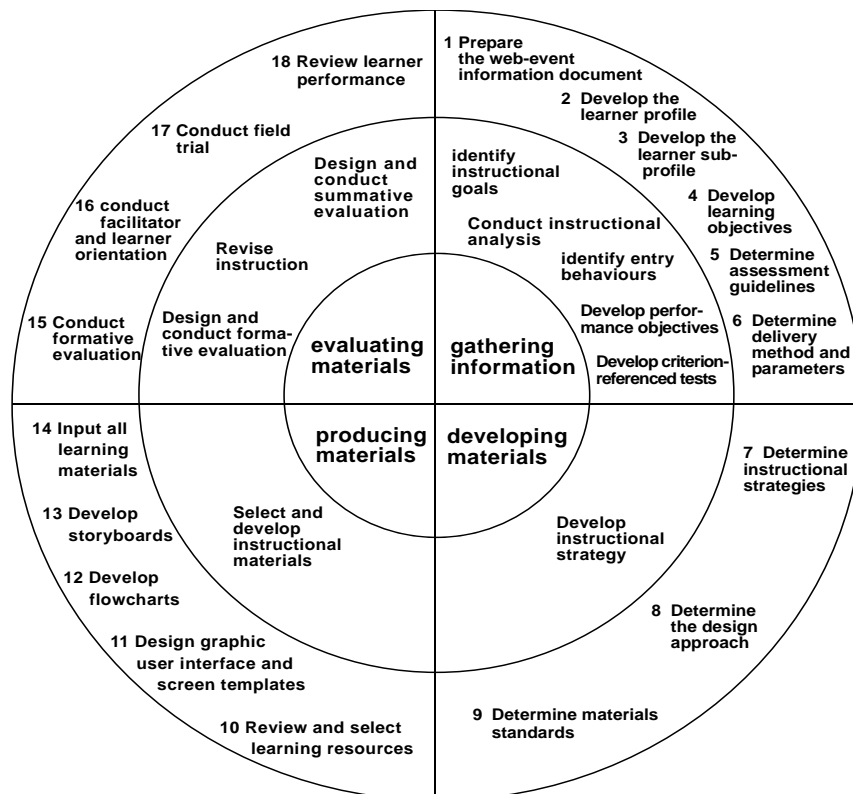 1 Prepare
the web-event
information document
2 Develop the
learner profile
3 Develop the
learner sub-
profile
4 Develop
learning
objectives
5 Determine
assessment
guidelines
6 Determine
delivery
method and
parameters
7 Determine
instructional
strategies
8 Determine
the design
approach
9 Determine materials
standards
10 Review and select
learning resources
11 Design graphic
user interface and
screen templates
12 Develop
flowcharts
13 Develop
storyboards
14 Input all
learning
materials
15 Conduct
formative
evaluation
16 conduct
facilitator
and learner
orientation
17 Conduct field
trial
18 Review learner
performance
identify
instructional
goals
Conduct instructional
analysis
identify entry
behaviours
Develop perfor-
mance objectives
Develop criterion-
referenced tests
Develop
instructional
strategy
Select and
develop
instructional
materials
Design and
conduct forma-
tive evaluation
Revise
instruction
Design and
conduct
summative
evaluation
evaluating
materials
gathering
information
producing
materials
developing
materials